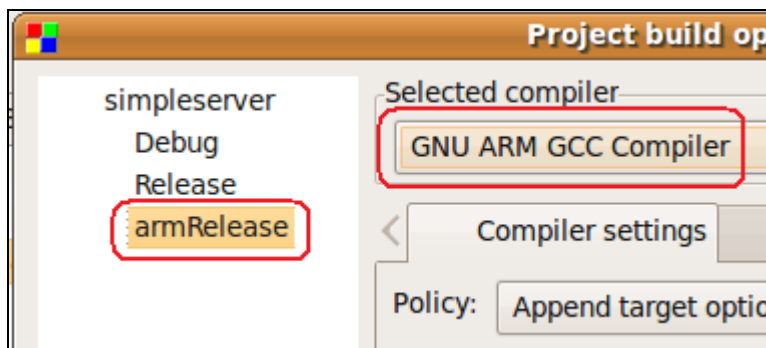 Project build op
simpleserver
Debug
Release
armRelease
Selected compiler
GNU ARM GCC Compiler
Compiler settings
Policy:
Append target optio